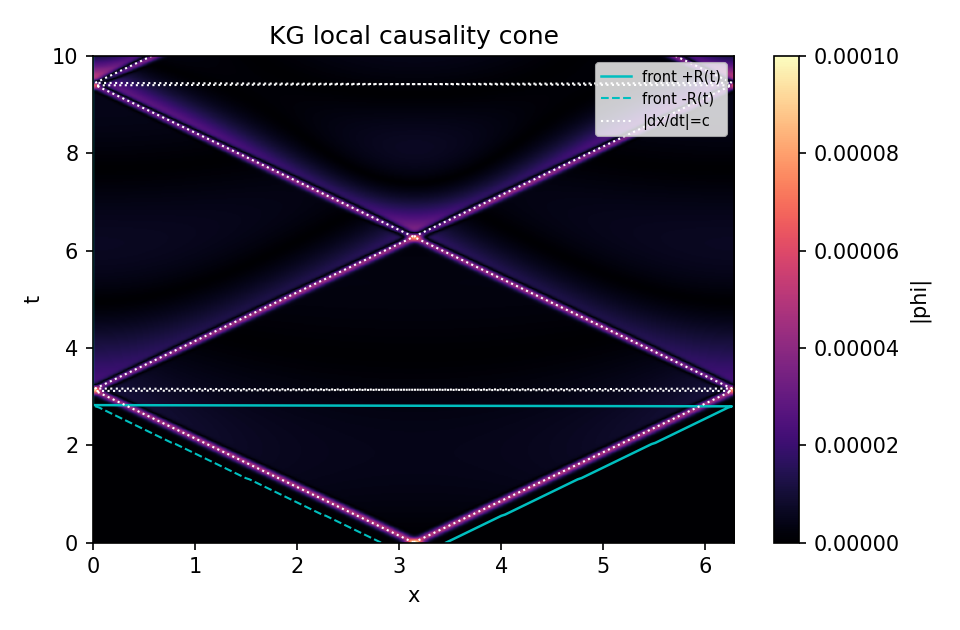 KG local causality cone
front +R(t)
front -R(t)
|dx/dt|=c
10
8
6
4
2
0
t
0 1 2 3 4 5 6
x
0.00010
0.00008
0.00006
0.00004
0.00002
0.00000
|phi|